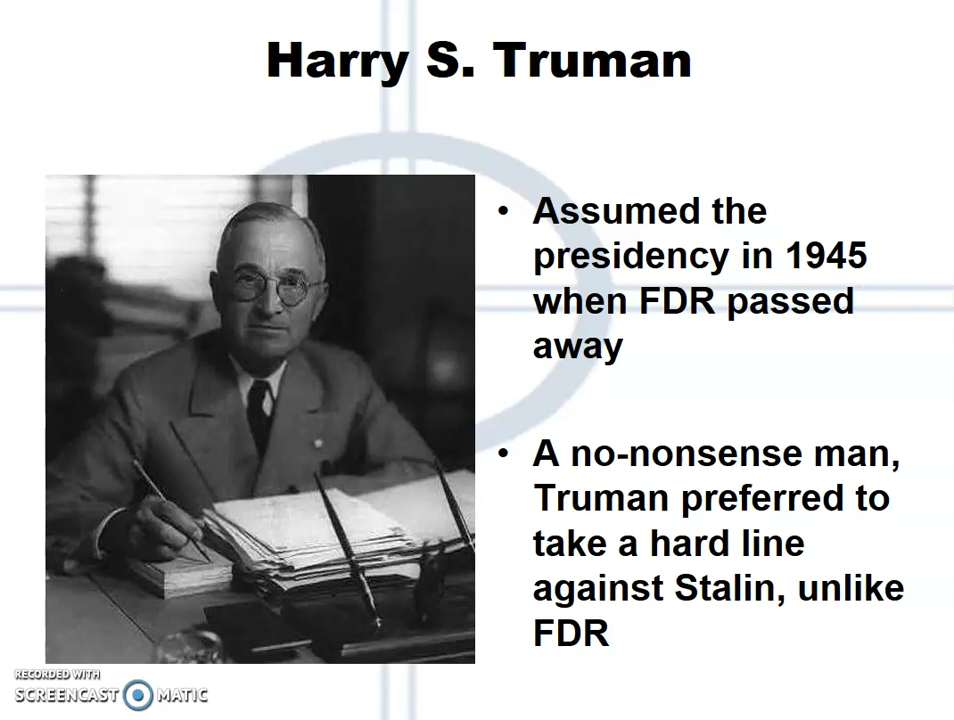 Harry S. Truman
• Assumed the
presidency in 1945
when FDR passed
away
• A no-nonsense man,
Truman preferred to
take a hard line
against Stalin, unlike
FDR
RECORDED WITH
SCREENCAST MATIC